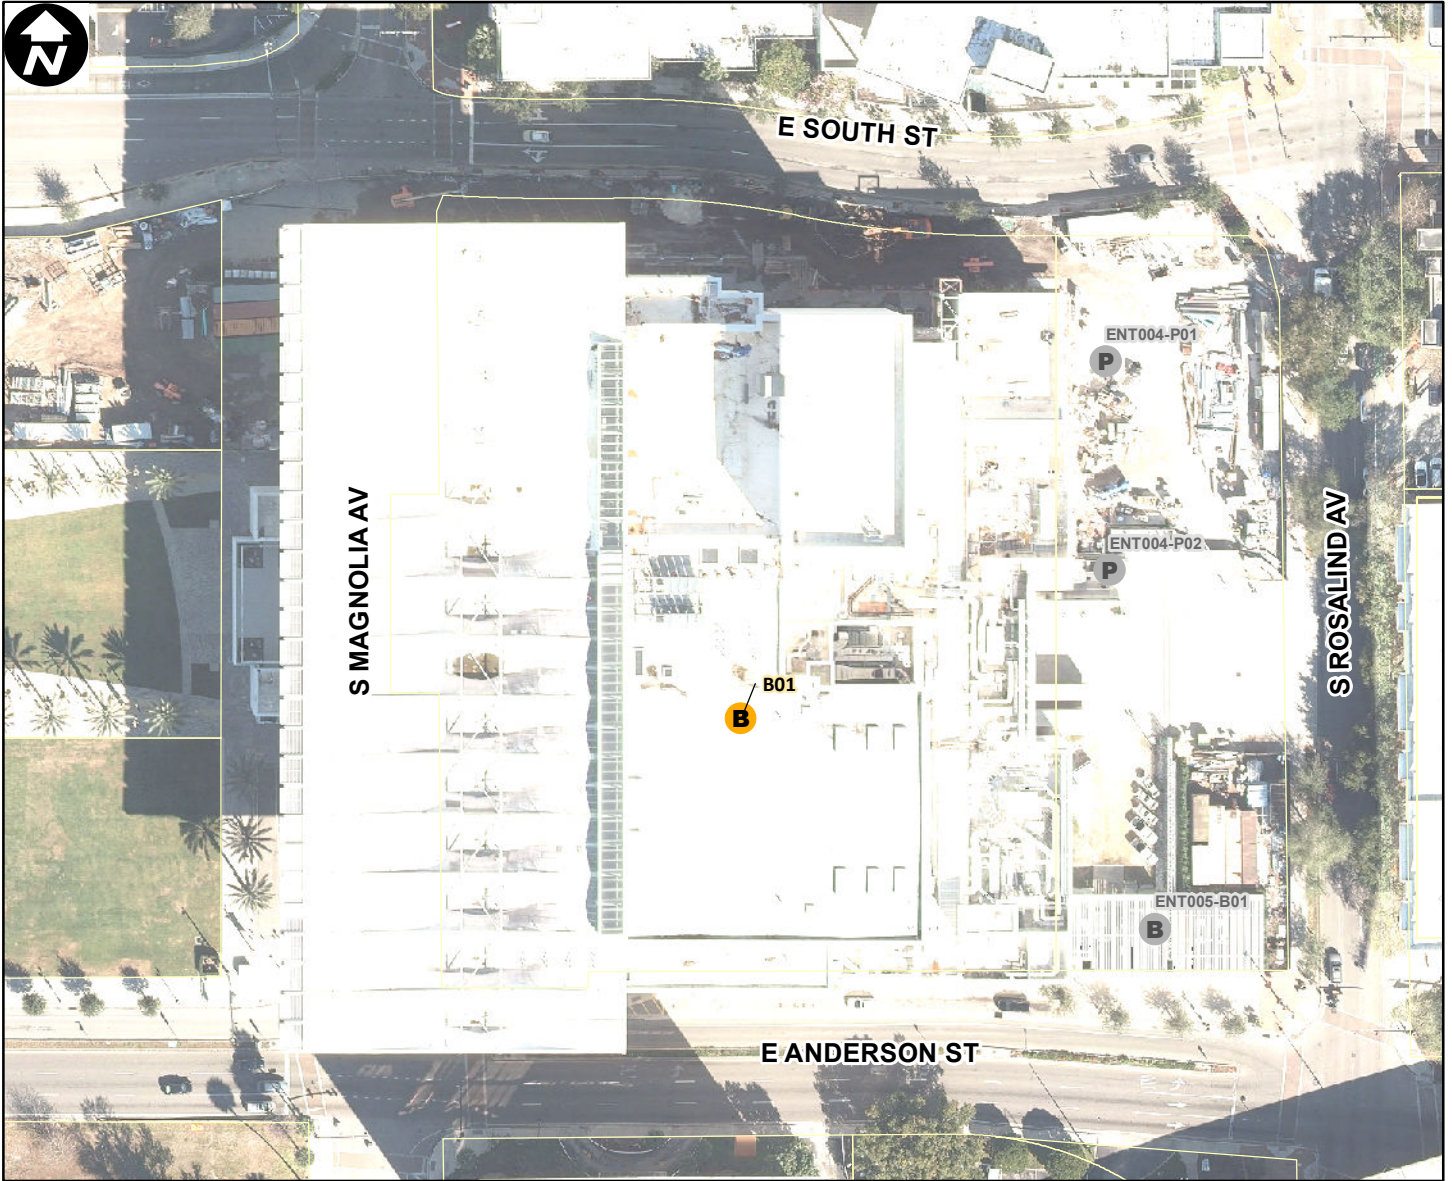 N
E SOUTH ST
ENT004-P01
P
S MAGNOLIA AV
S ROSALIND AV
ENT004-P02
P
B01
B
ENT005-B01
B
E ANDERSON ST